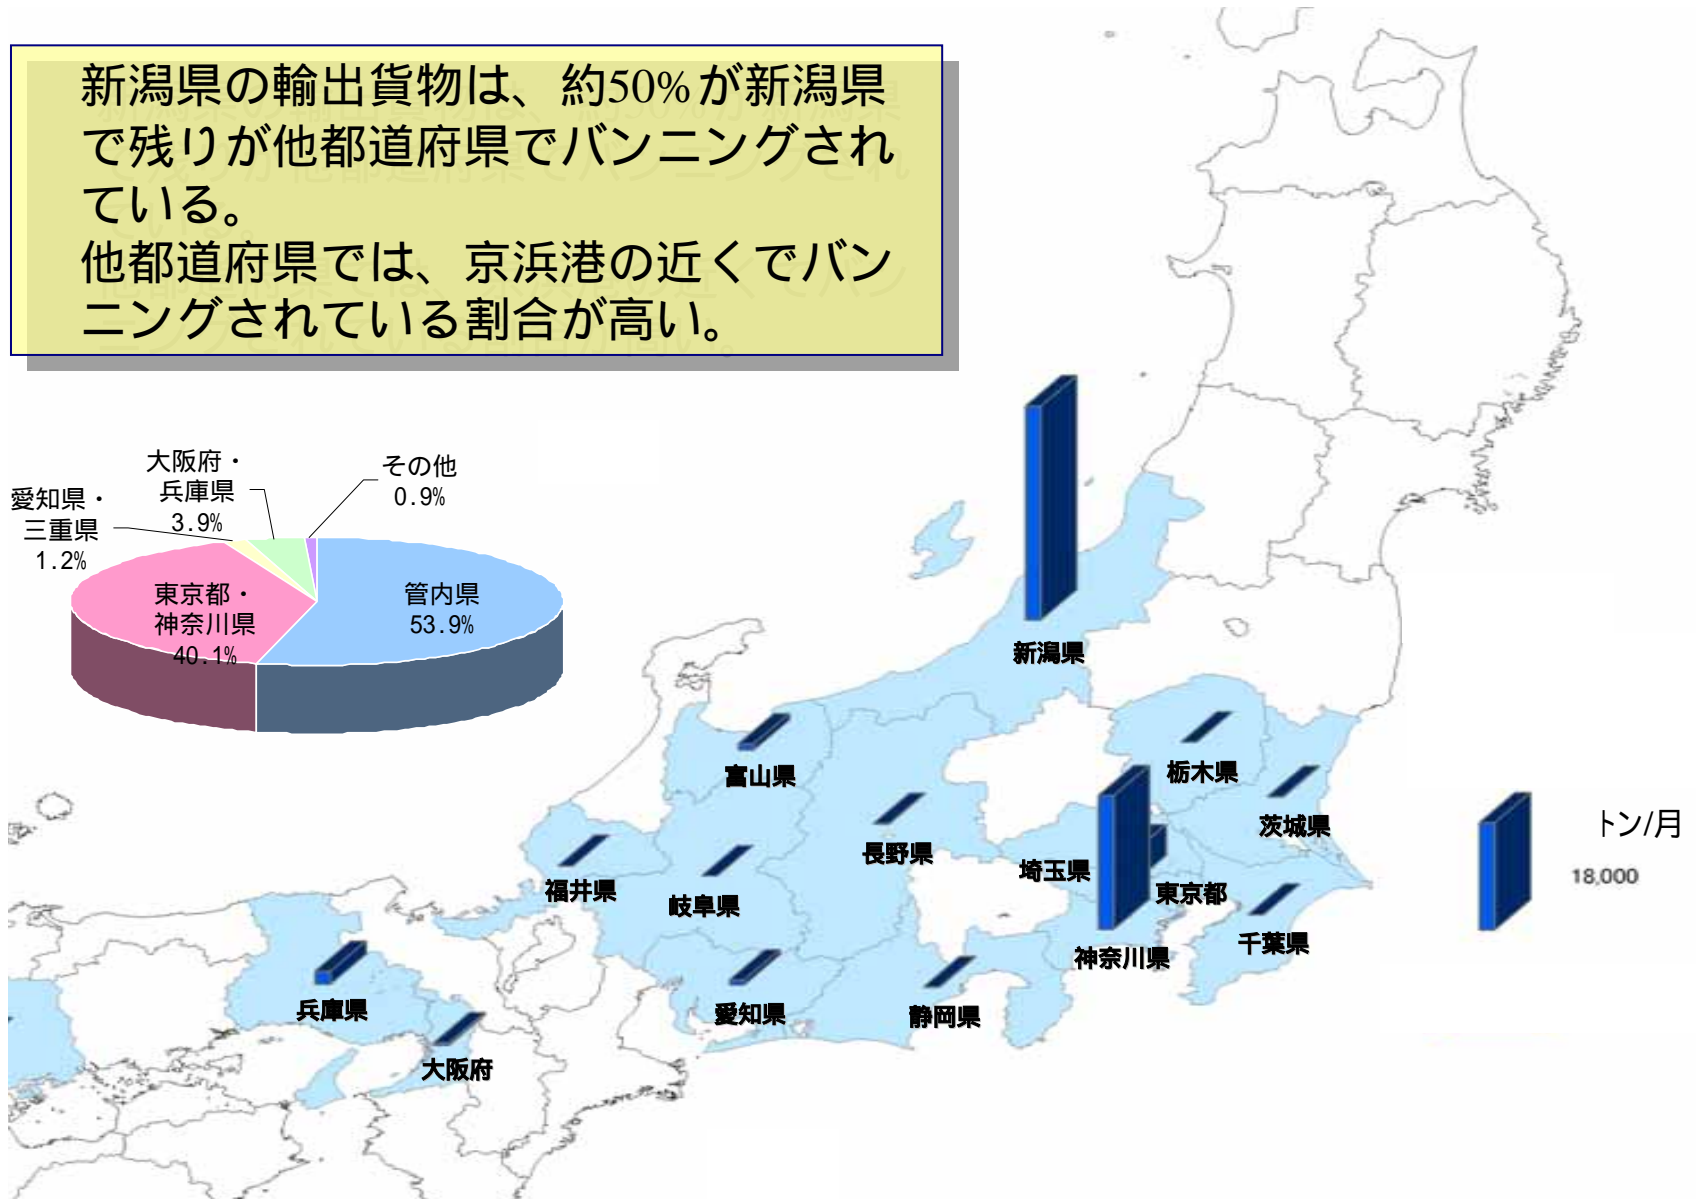 新潟県の輸出貨物は、約50%が新潟県
で残りが他都道府県でバンニングされ
ている。
他都道府県では、京浜港の近くでバン
ニングされている割合が高い。
大阪府・
兵庫県
3.9%
その他
0.9%
愛知県・
三重県
1.2%
東京都・
神奈川県
40.1%
管内県
53.9%
新潟県
富山県
栃木県
茨城県
長野県
埼玉県
福井県
岐阜県
東京都
千葉県
神奈川県
兵庫県
愛知県
静岡県
大阪府
トン/月
18,000